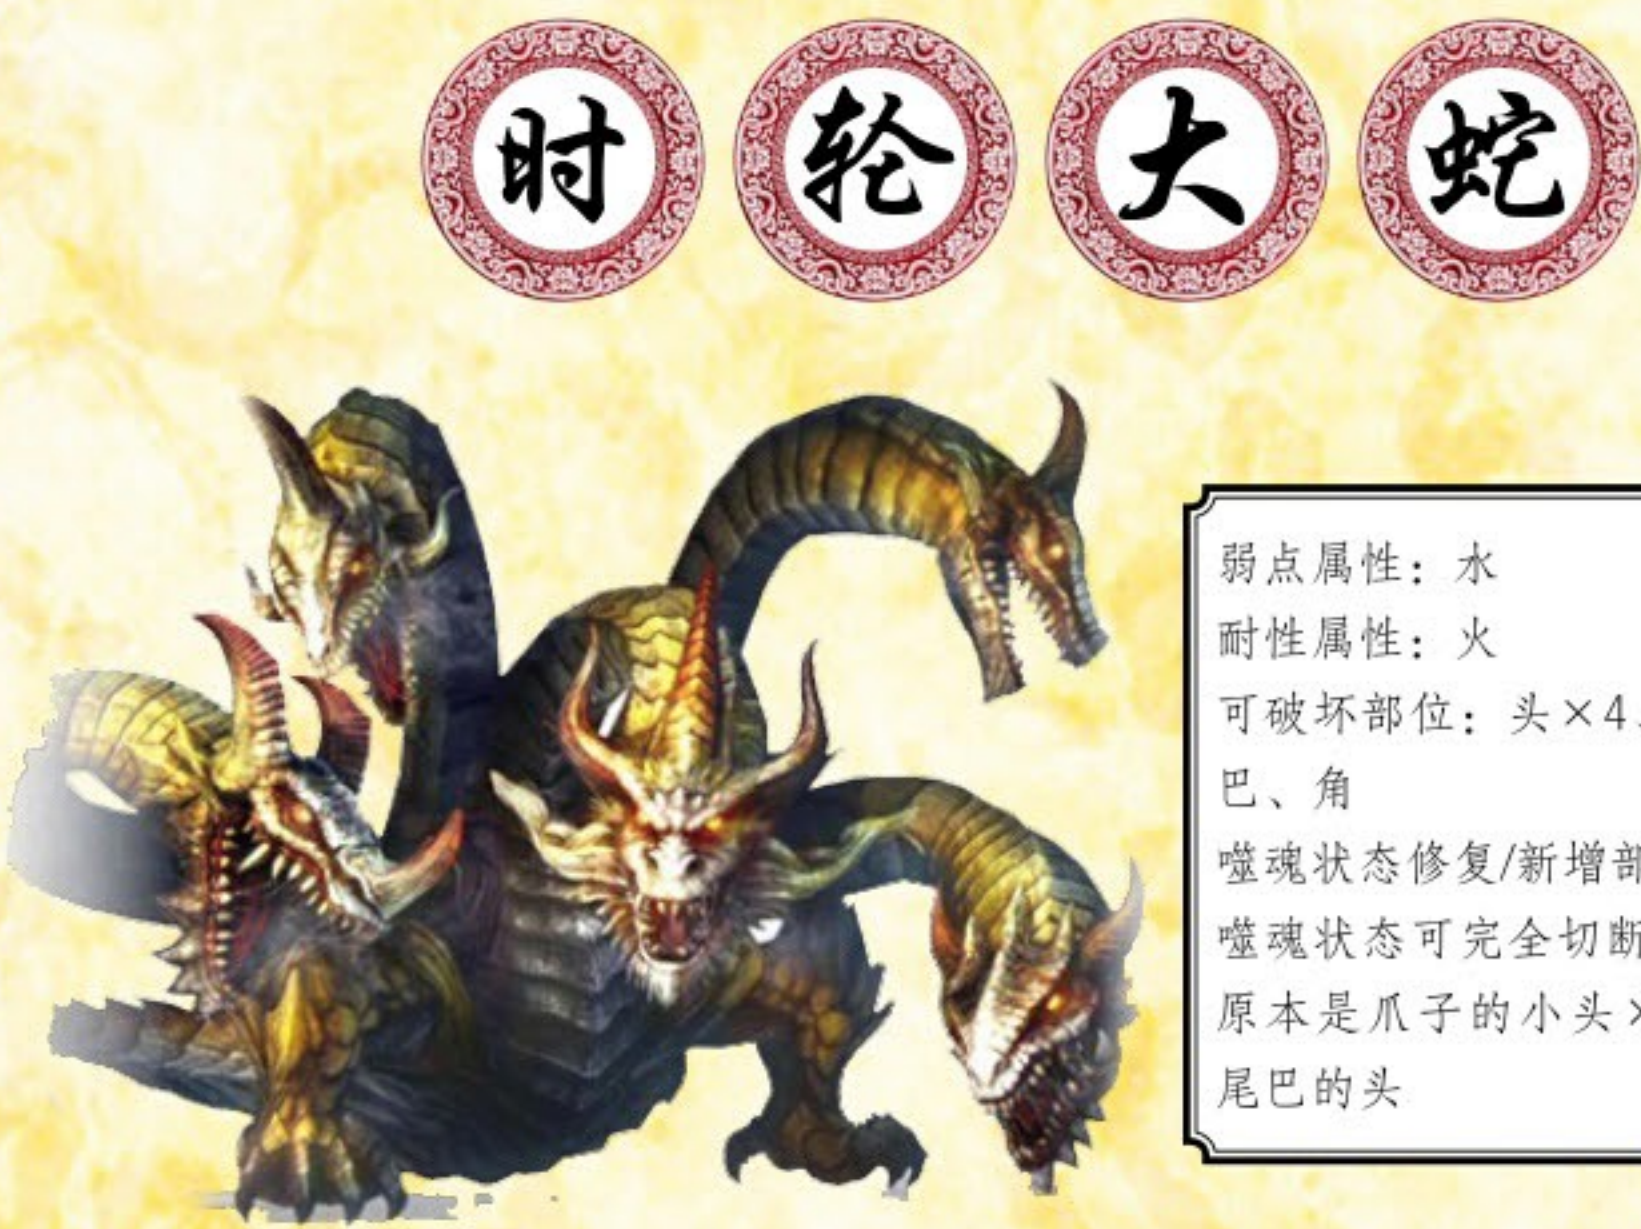 时轮大蛇
弱点属性：水
耐性属性：火
可破坏部位：头×4、
巴、角
噬魂状态修复/新增部
噬魂状态可完全切断
原本是爪子的小头×
尾巴的头